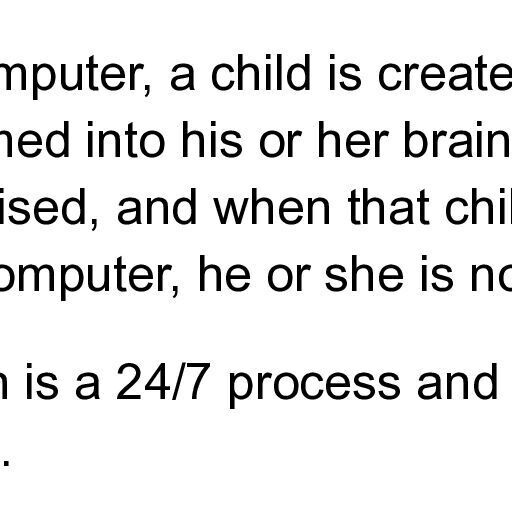 mputer, a child is create
ned into his or her brain
ised, and when that chil
omputer, he or she is no
n is a 24/7 process and
.